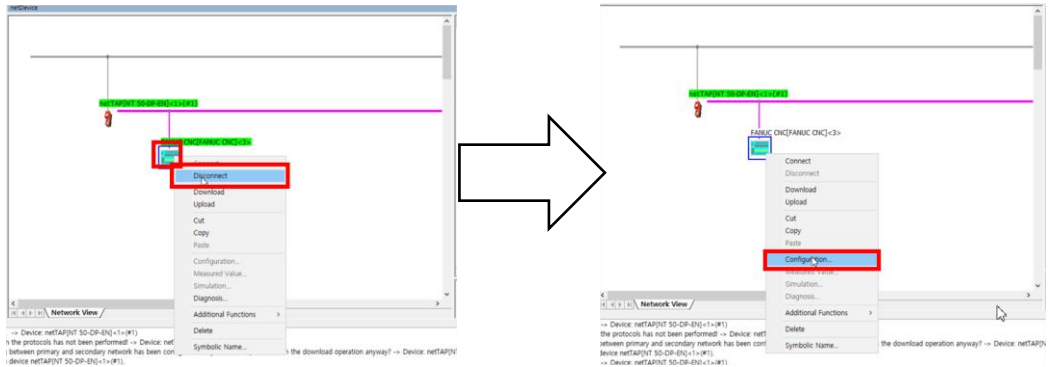 netDevice
netTAP[NT 50-DP-EN]<1>(#1)
CNC[FANUC CNC]<3>
Disconnect
Download
Upload
Cut
Copy
Paste
Configuration...
Measured Value...
Simulation...
Diagnosis...
Additional Functions >
Delete
Symbolic Name...
Network View
-> Device: netTAP[NT 50-DP-EN]<1>(#1)
n the protocols has not been performed! -> Device: net
between primary and secondary network has been con
n the download operation anyway? -> Device: netTAP[NT
device netTAP[NT 50-DP-EN]<1>(#1).
netTAP[NT 50-DP-EN]<1>(#1)
FANUC CNC[FANUC CNC]<3>
Connect
Disconnect
Download
Upload
Cut
Copy
Paste
Configuration...
Measured Value...
Simulation...
Diagnosis...
Additional Functions >
Delete
Symbolic Name...
Network View
-> Device: netTAP[NT 50-DP-EN]<1>(#1)
n the protocols has not been performed! -> Device: netT
between primary and secondary network has been conf
the download operation anyway? -> Device: netTAP[N
device netTAP[NT 50-DP-EN]<1>(#1).
-> Device: netTAP[NT 50-DP-EN]<1>(#1)